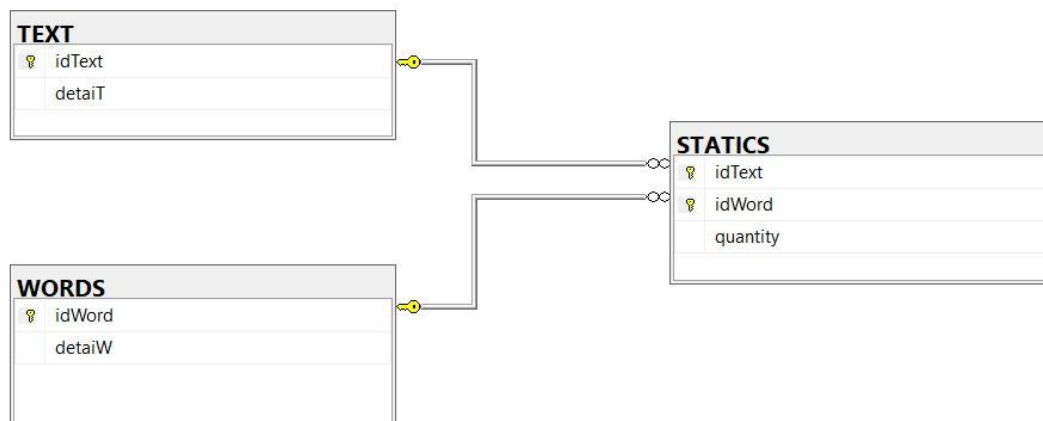 TEXT
idText
detaiT
STATICS
idText
idWord
quantity
WORDS
idWord
detaiW